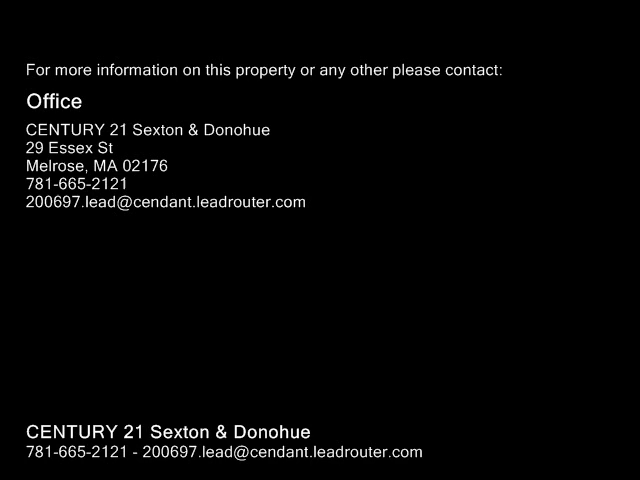 For more information on this property or any other please contact:
Office
CENTURY 21 Sexton & Donohue
29 Essex St
Melrose, MA 02176
781-665-2121
200697.lead@cendant.leadrouter.com
CENTURY 21 Sexton & Donohue
781-665-2121 - 200697.lead@cendant.leadrouter.com